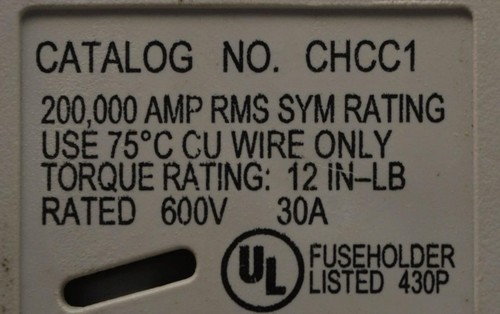 CATALOG NO. CHCC1
200,000 AMP RMS SYM RATING
USE 75°C CU WIRE ONLY
TORQUE RATING: 12 IN–LB
RATED 600V 30A
UL
FUSEHOLDER
LISTED 430P